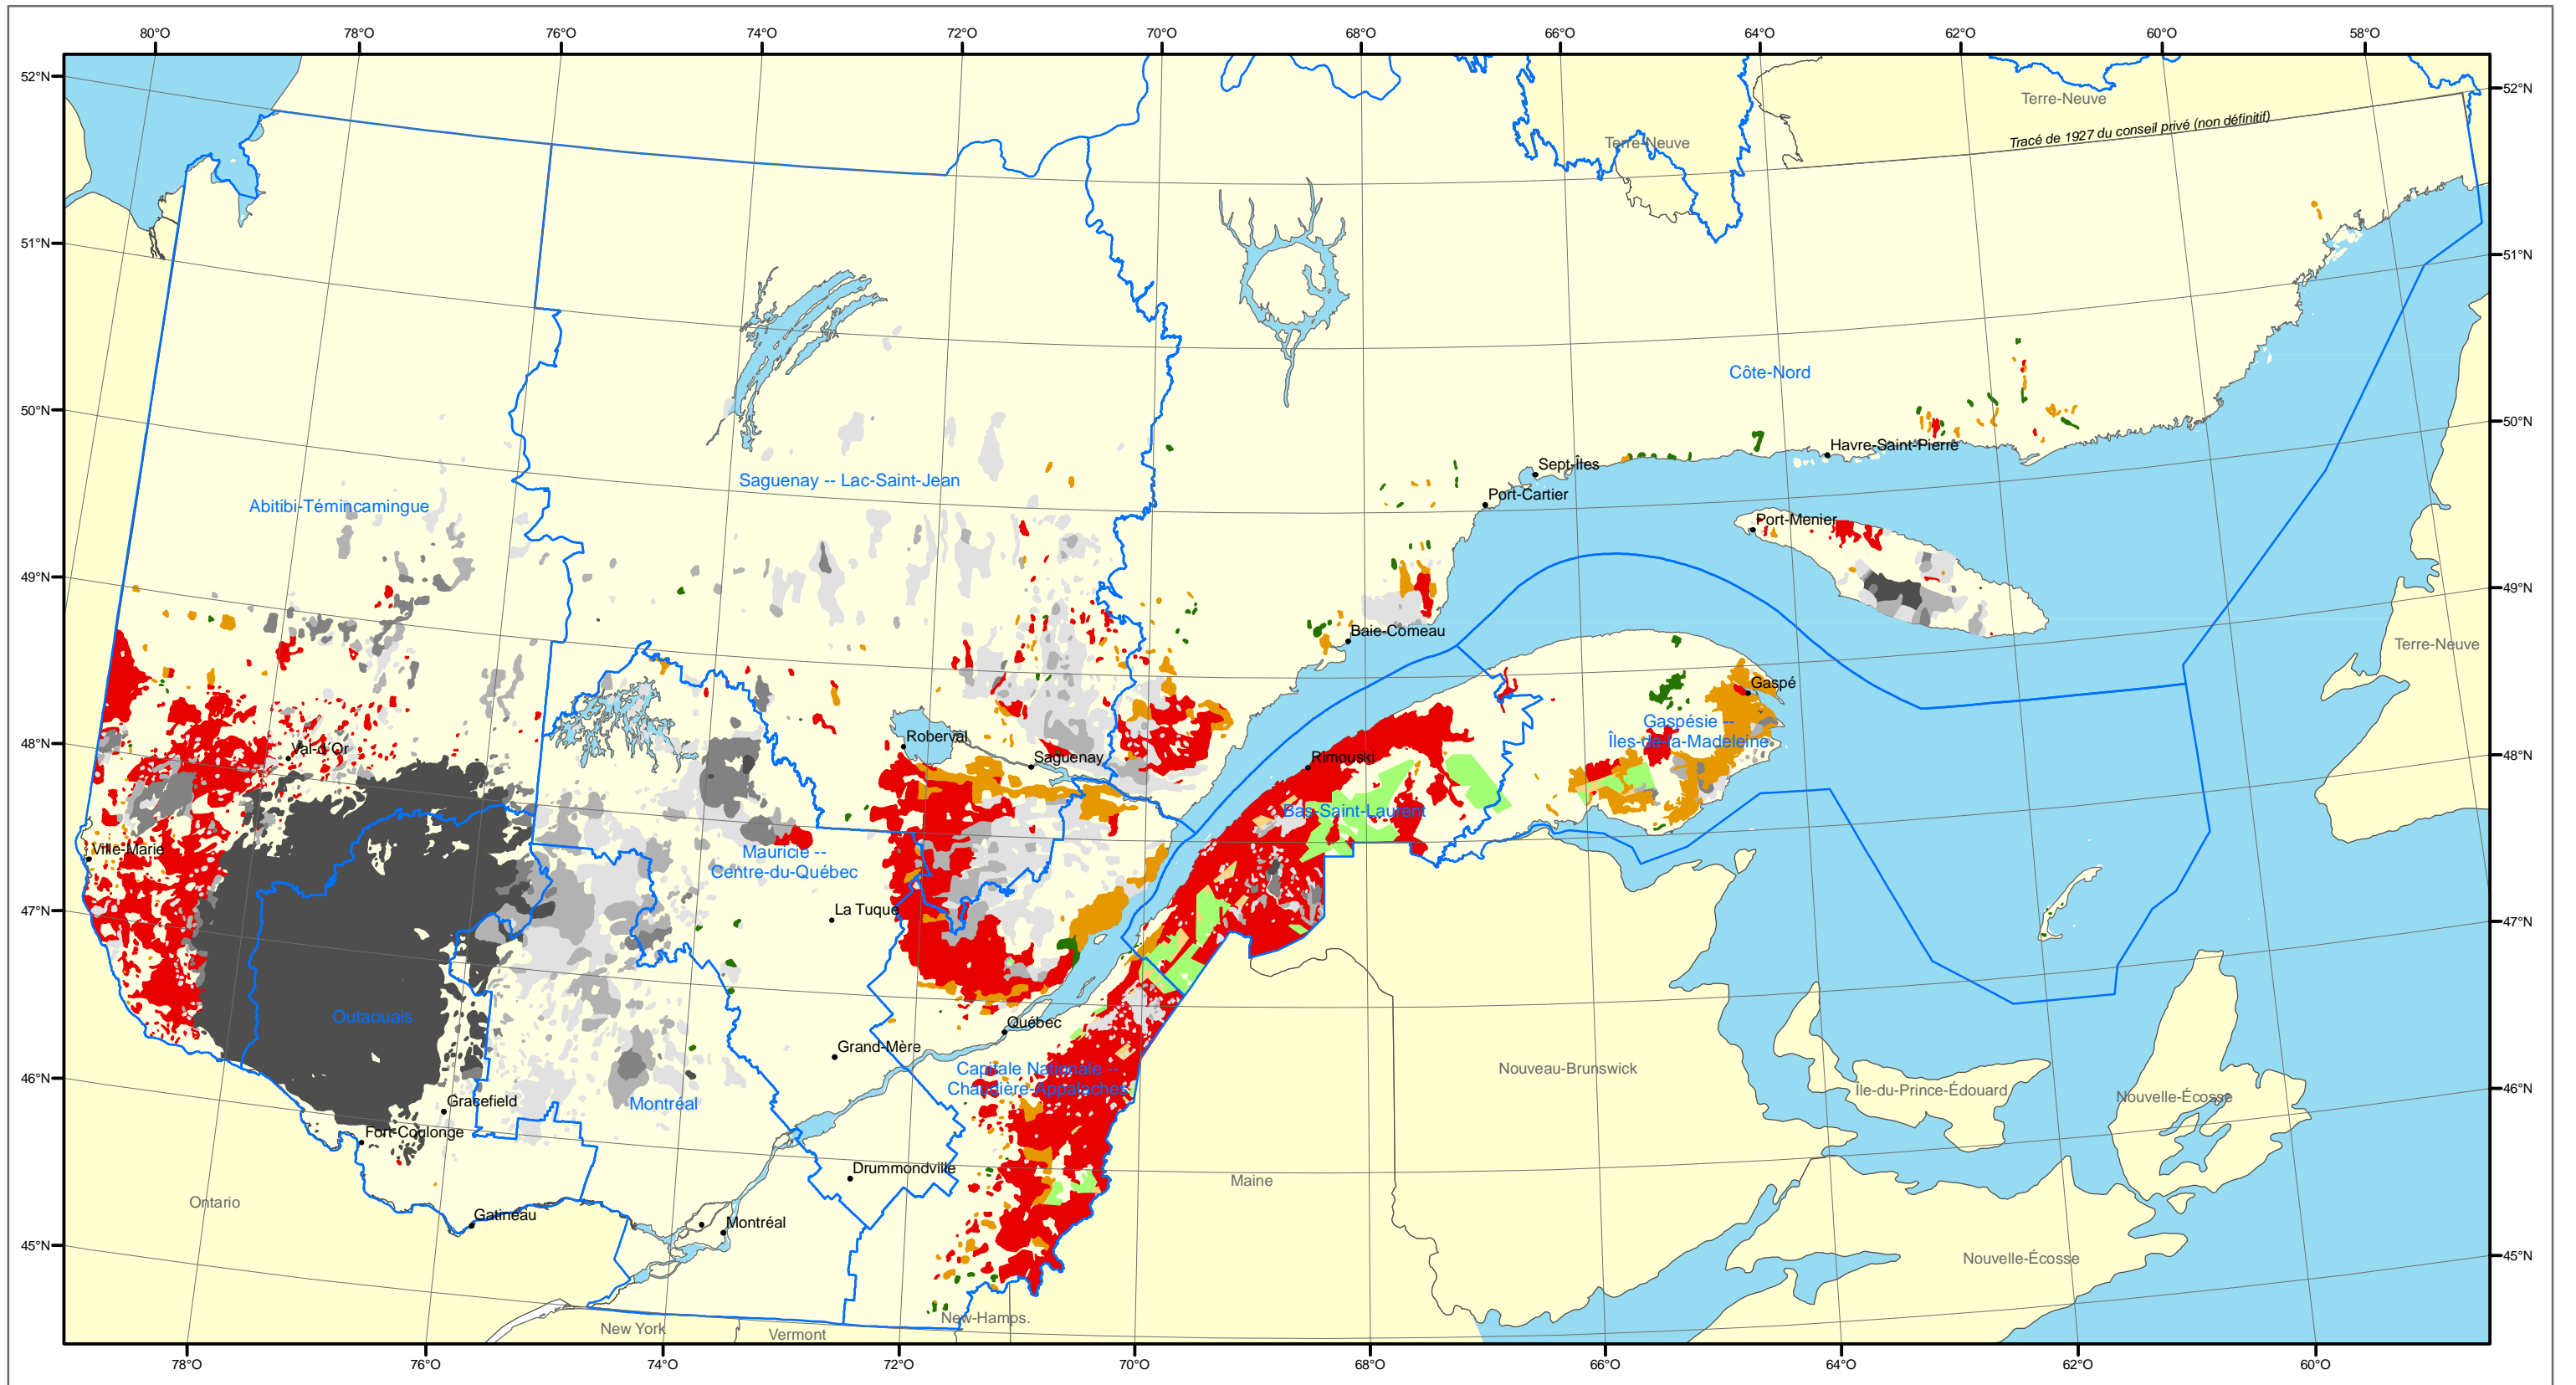 80°O 78°O 76°O 74°O 72°O 70°O 68°O 66°O 64°O 62°O 60°O 58°O
52°N
52°N
Terre-Neuve
Tracé de 1927 du conseil privé (non définitif)
Terre-Neuve
51°N
51°N
Côte-Nord
50°N
50°N
Havre-Saint-Pierre
Sept-Îles
Saguenay -- Lac-Saint-Jean
Port-Cartier
Abitibi-Témincamingue
Port-Menier
49°N
49°N
Baie-Comeau
Terre-Neuve
Gaspé
Gaspésie --
Îles-de-la-Madeleine
48°N
48°N
Roberval
Val-d'Or
Saguenay
Rimouski
Bas-Saint-Laurent
Ville-Marie
Mauricie --
Centre-du-Québec
47°N
47°N
La Tuque
Outaouais
Québec
Grand-Mère
46°N
46°N
Capitale Nationale --
Chaudière-Appalaches
Nouveau-Brunswick
Île-du-Prince-Édouard
Nouvelle-Écosse
Gracefield
Montréal
Fort-Coulonge
Drummondville
Maine
Ontario
Gatineau
Montréal
45°N
45°N
Nouvelle-Écosse
New-Hamps.
New York
Vermont
78°O 76°O 74°O 72°O 70°O 68°O 66°O 64°O 62°O 60°O